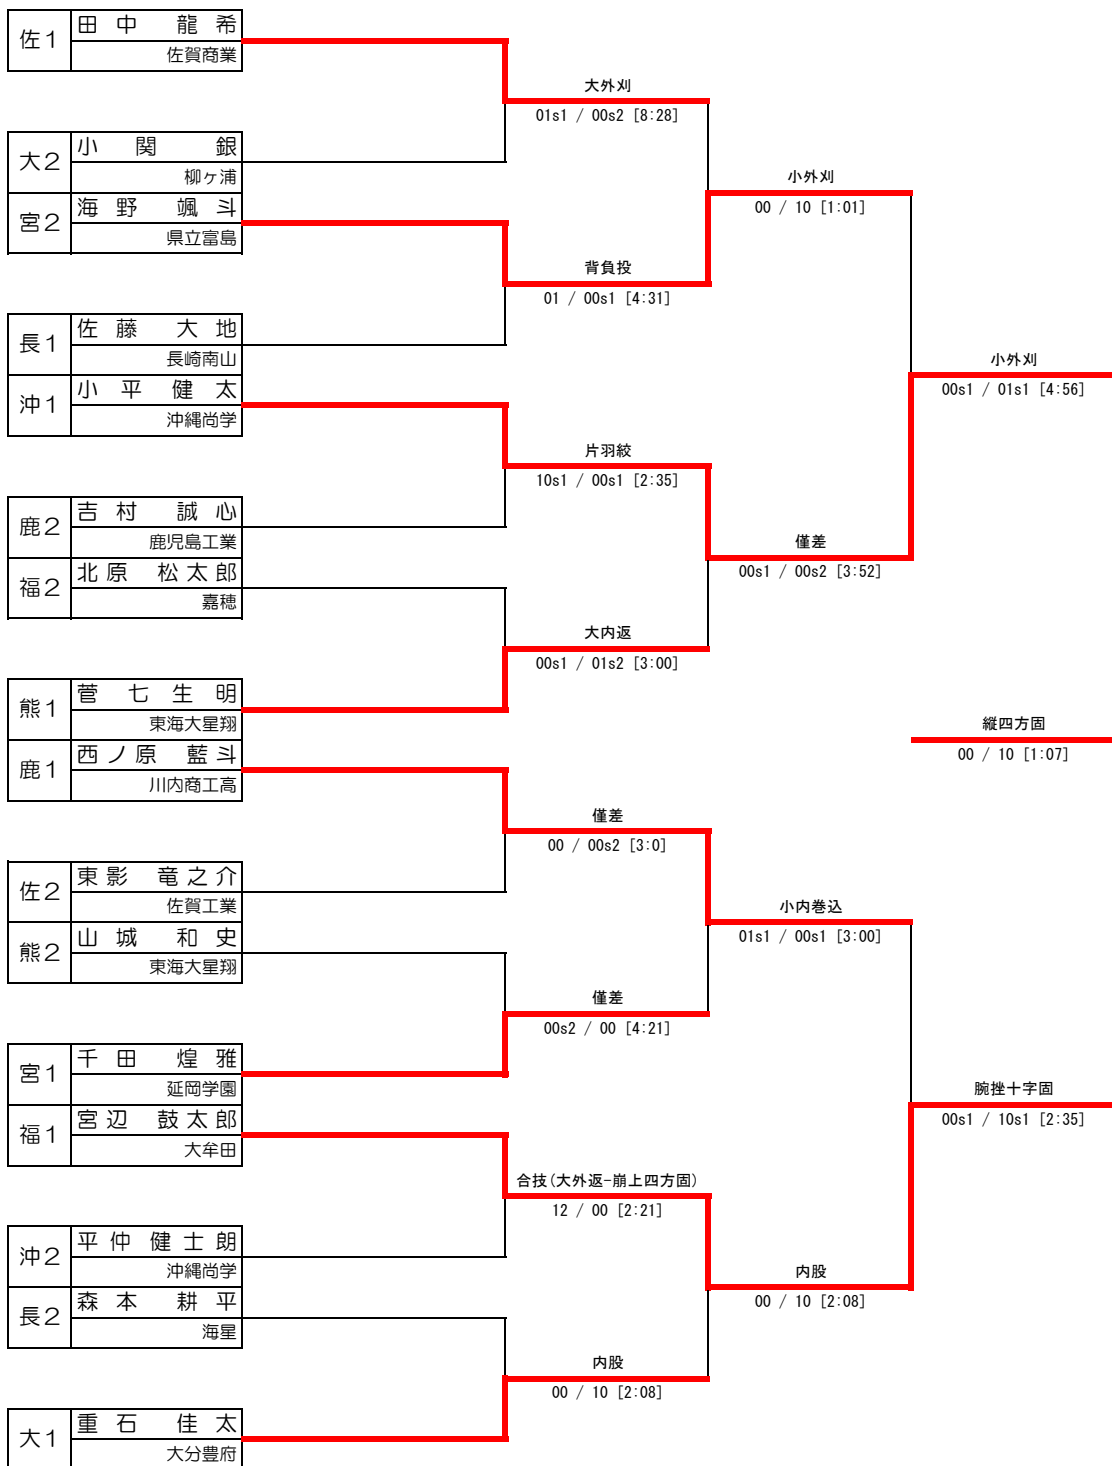 佐1
田中 龍希
佐賀商業
大外刈
01s1 / 00s2 [8:28]
大2
小関 銀
柳ヶ浦
小外刈
00 / 10 [1:01]
宮2
海野 颯斗
県立富島
背負投
01 / 00s1 [4:31]
長1
佐藤 大地
長崎南山
小外刈
00s1 / 01s1 [4:56]
沖1
小平 健太
沖縄尚学
片羽絞
10s1 / 00s1 [2:35]
鹿2
吉村 誠心
鹿児島工業
僅差
00s1 / 00s2 [3:52]
福2
北原 松太郎
嘉穂
大内返
00s1 / 01s2 [3:00]
熊1
菅 七生明
東海大星翔
縦四方固
00 / 10 [1:07]
鹿1
西ノ原 藍斗
川内商工高
僅差
00 / 00s2 [3:0]
佐2
東影 竜之介
佐賀工業
小内巻込
01s1 / 00s1 [3:00]
熊2
山城 和史
東海大星翔
僅差
00s2 / 00 [4:21]
宮1
千田 煌雅
延岡学園
腕挫十字固
00s1 / 10s1 [2:35]
福1
宮辺 鼓太郎
大牟田
合技(大外返-崩上四方固)
12 / 00 [2:21]
沖2
平仲 健士朗
沖縄尚学
内股
00 / 10 [2:08]
長2
森本 耕平
海星
内股
00 / 10 [2:08]
大1
重石 佳太
大分豊府